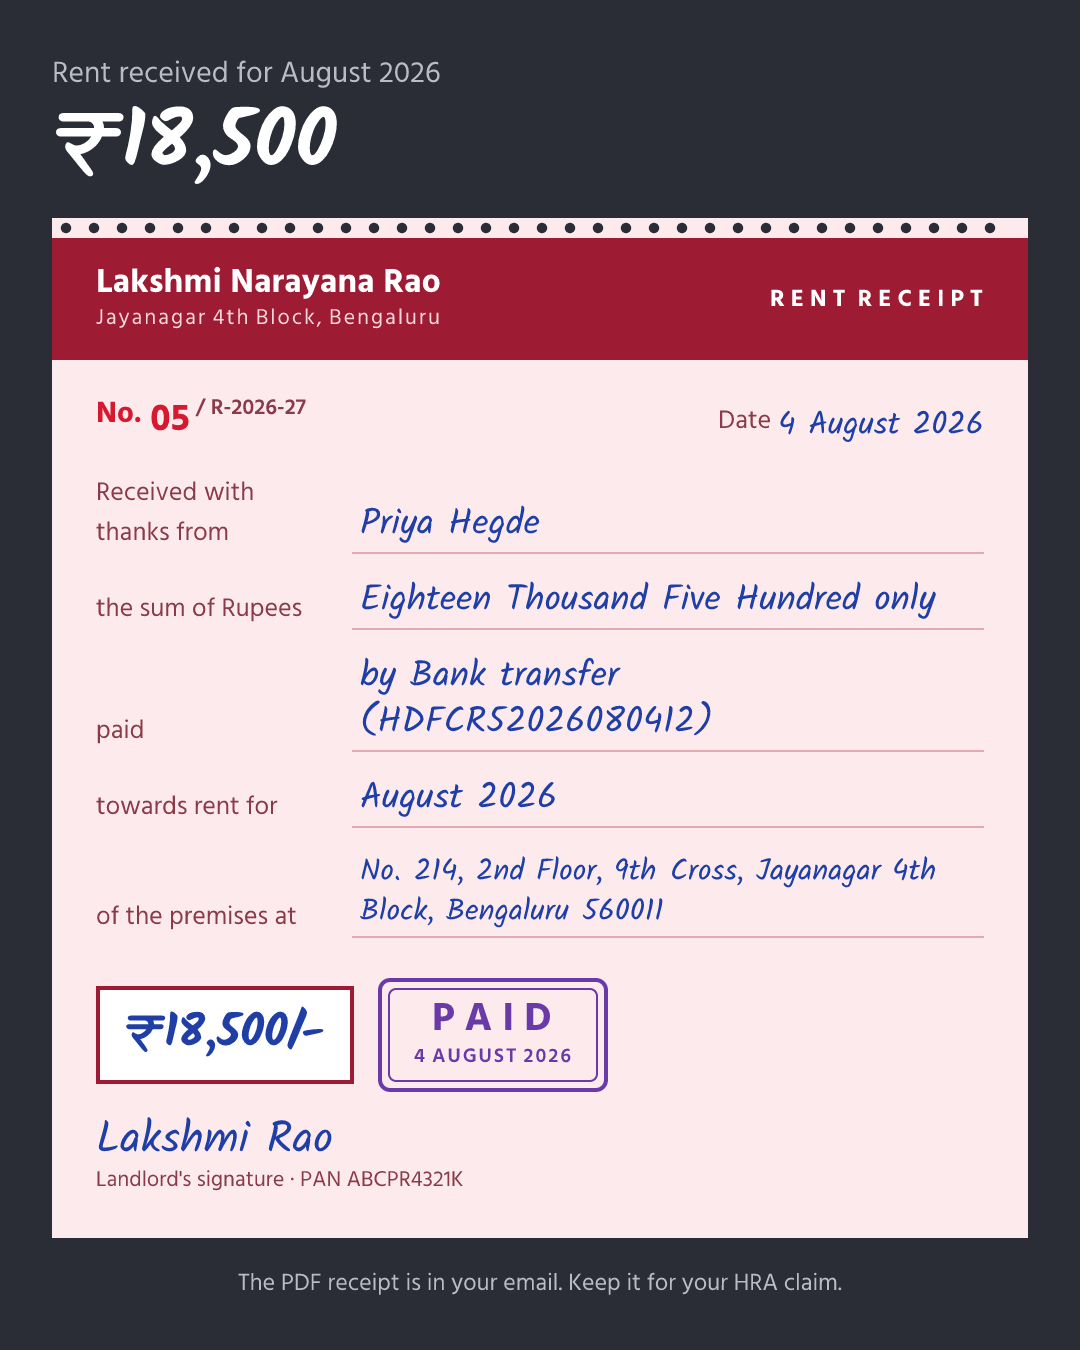 Rent received for August 2026
₹18,500
Lakshmi Narayana Rao
Jayanagar 4th Block, Bengaluru
RENT RECEIPT
No. 05 / R-2026-27
Date 4 August 2026
Received with
thanks from
Priya Hegde
the sum of Rupees Eighteen Thousand Five Hundred only
by Bank transfer
paid (HDFCR52026080412)
towards rent for August 2026
No. 214, 2nd Floor, 9th Cross, Jayanagar 4th
of the premises at Block, Bengaluru 560011
₹18,500/-
PAID
4 AUGUST 2026
Lakshmi Rao
Landlord's signature · PAN ABCPR4321K
The PDF receipt is in your email. Keep it for your HRA claim.